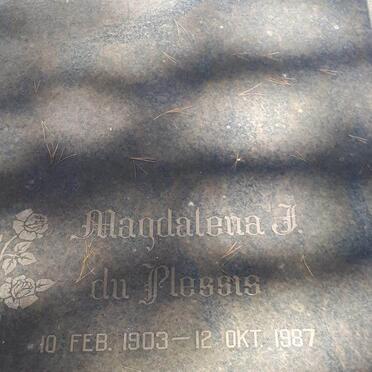 Magdalena J.
du Plessis
10 FEB. 1903 — 12 OKT. 1987